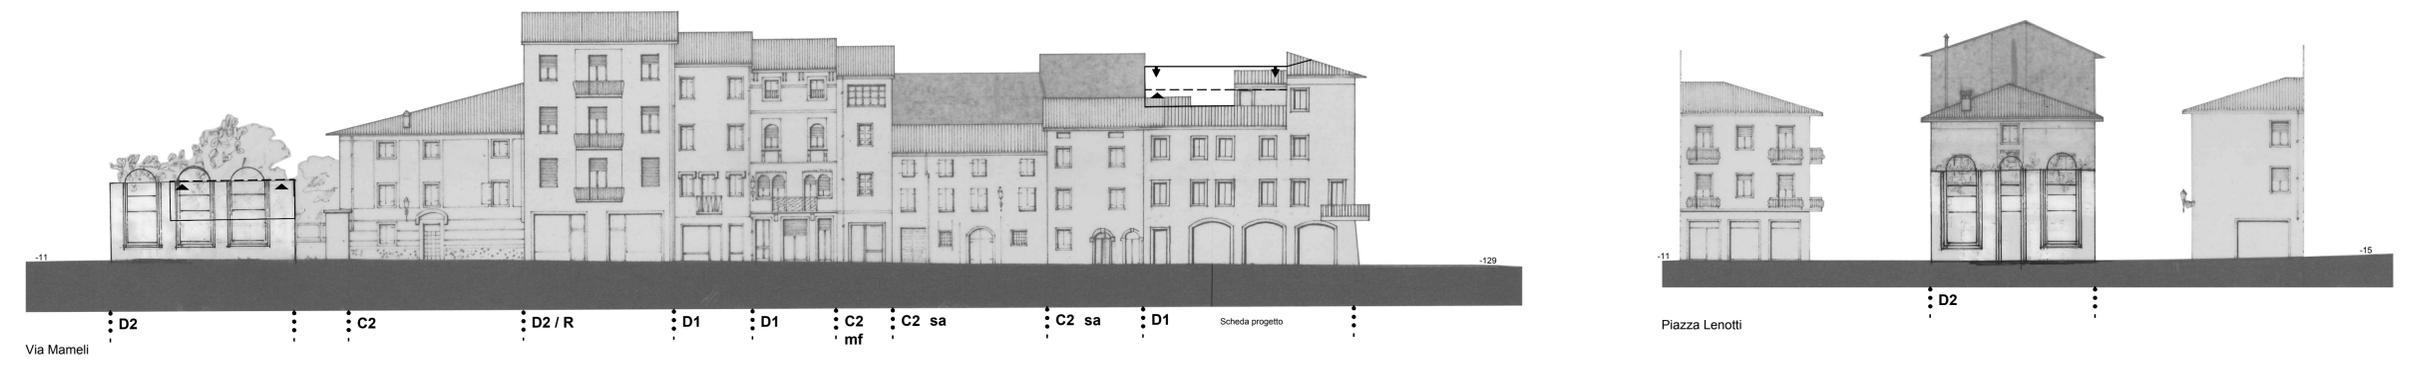 -11
-129
D2
C2
D2 / R
D1
D1
C2
mf
C2 sa
C2 sa
D1
Scheda progetto
Via Mameli
-11
-15
D2
Piazza Lenotti